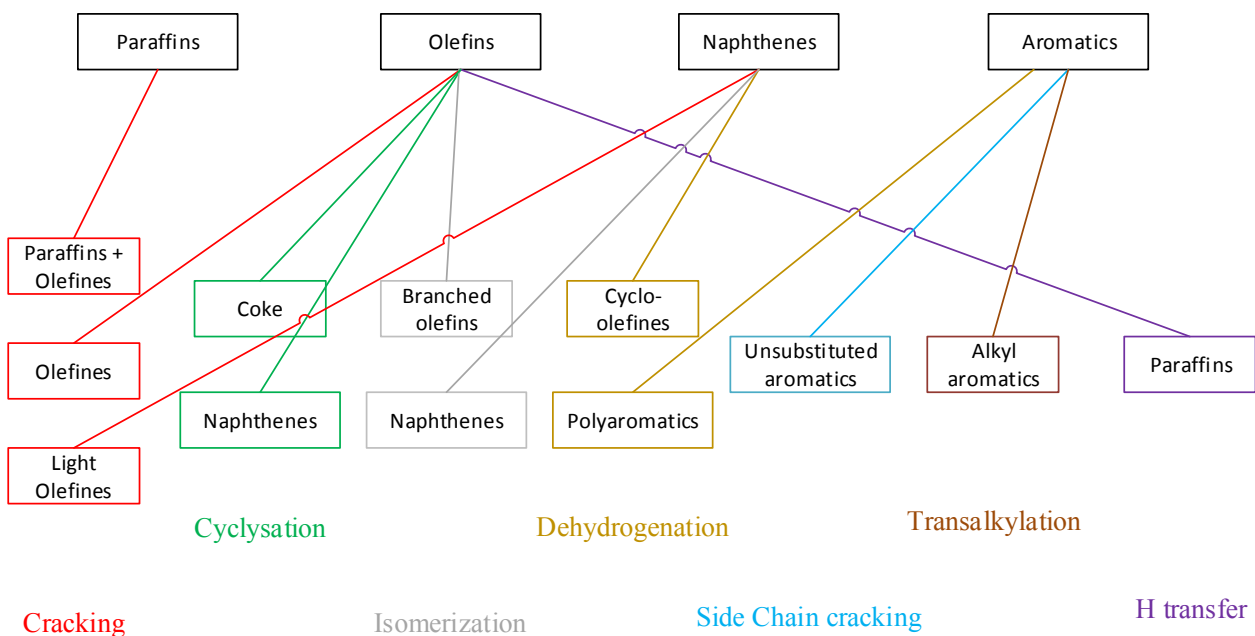 Paraffins
Olefins
Naphthenes
Aromatics
Paraffins +
Olefines
Coke
Branched
olefins
Cyclo-
olefines
Olefines
Unsubstituted
aromatics
Alkyl
aromatics
Paraffins
Naphthenes
Naphthenes
Polyaromatics
Light
Olefines
Cyclysation
Dehydrogenation
Transalkylation
Cracking
Isomerization
Side Chain cracking
H transfer